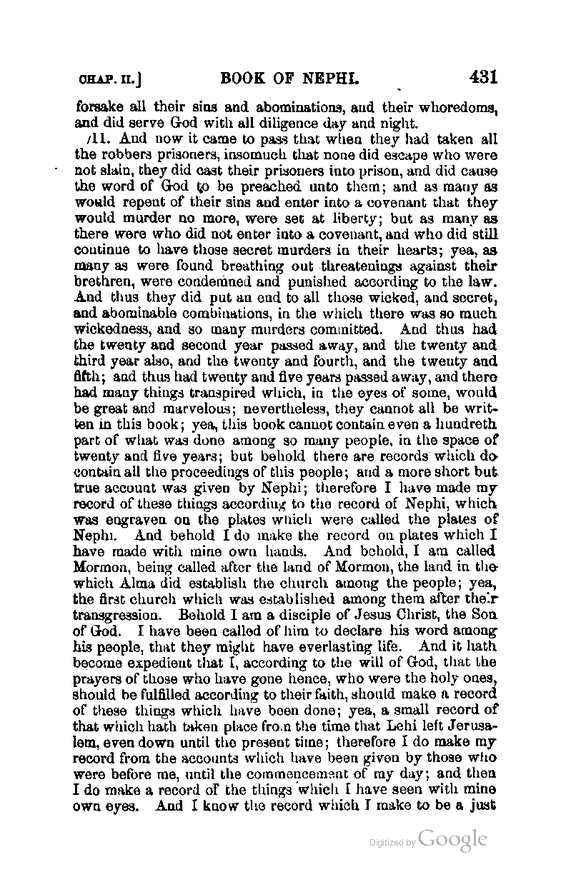 CHAP. II.] BOOK OF NEPHI. 431
forsake all their sins and abominations, and their whoredoms,
and did serve God with all diligence day and night.
11. And now it came to pass that when they had taken all
the robbers prisoners, insomuch that none did escape who were
not slain, they did cast their prisoners into prison, and did cause
the word of God to be preached unto them; and as many as
would repent of their sins and enter into a covenant that they
would murder no more, were set at liberty; but as many as
there were who did not enter into a covenant, and who did still
continue to have those secret murders in their hearts; yea, as
many as were found breathing out threatenings against their
brethren, were condemned and punished according to the law.
And thus they did put an end to all those wicked, and secret,
and abominable combinations, in the which there was so much
wickedness, and so many murders committed. And thus had
the twenty and second year passed away, and the twenty and
third year also, and the twenty and fourth, and the twenty and
fifth; and thus had twenty and five years passed away, and there
had many things transpired which, in the eyes of some, would
be great and marvelous; nevertheless, they cannot all be writ-
ten in this book; yea, this book cannot contain even a hundreth
part of what was done among so many people, in the space of
twenty and five years; but behold there are records which do
contain all the proceedings of this people; and a more short but
true account was given by Nephi; therefore I have made my
record of these things according to the record of Nephi, which
was engraven on the plates which were called the plates of
Nephi. And behold I do make the record on plates which I
have made with mine own hands. And behold, I am called
Mormon, being called after the land of Mormon, the land in the
which Alma did establish the church among the people; yea,
the first church which was established among them after their
transgression. Behold I am a disciple of Jesus Christ, the Son
of God. I have been called of him to declare his word among
his people, that they might have everlasting life. And it hath
become expedient that I, according to the will of God, that the
prayers of those who have gone hence, who were the holy ones,
should be fulfilled according to their faith, should make a record
of these things which have been done; yea, a small record of
that which hath taken place from the time that Lehi left Jerusa-
lem, even down until the present time; therefore I do make my
record from the accounts which have been given by those who
were before me, until the commencement of my day; and then
I do make a record of the things which I have seen with mine
own eyes. And I know the record which I make to be a just
Digitized by Google